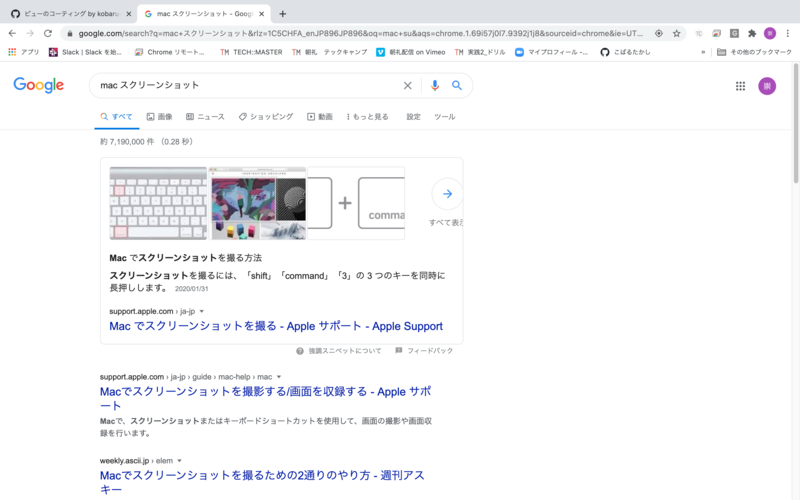 ビューのコーティング by kobaru
mac スクリーンショット - Goog
google.com/search?q=mac+スクリーンショット&rlz=1C5CHFA_enJP896JP896&oq=mac+su&aqs=chrome.1.69i57j0l7.9392j1j8&sourceid=chrome&ie=UT...
アプリ
Slack | Slack を始...
Chrome リモート...
TM TECH::MASTER
TM 朝礼 テックキャンプ
朝礼配信 on Vimeo
TM 実践2_ドリル
マイプロフィール -...
こばるたかし
»
その他のブックマーク
Google
mac スクリーンショット
すべて
画像
ニュース
ショッピング
動画
もっと見る
設定
ツール
約 7,190,000 件 （0.28 秒）
+
comma
すべて表示
Mac でスクリーンショットを撮る方法
スクリーンショットを撮るには、「shift」「command」「3」の 3 つのキーを同時に
長押しします。 2020/01/31
support.apple.com › ja-jp
Mac でスクリーンショットを撮る - Apple サポート - Apple Support
強調スニペットについて
フィードバック
support.apple.com › ja-jp › guide › mac-help › mac
Macでスクリーンショットを撮影する/画面を収録する - Apple サポ
ート
Macで、スクリーンショットまたはキーボードショートカットを使用して、画面の撮影や画面収
録を行います。
weekly.ascii.jp › elem
Macでスクリーンショットを撮るための2通りのやり方 - 週刊アス
キー